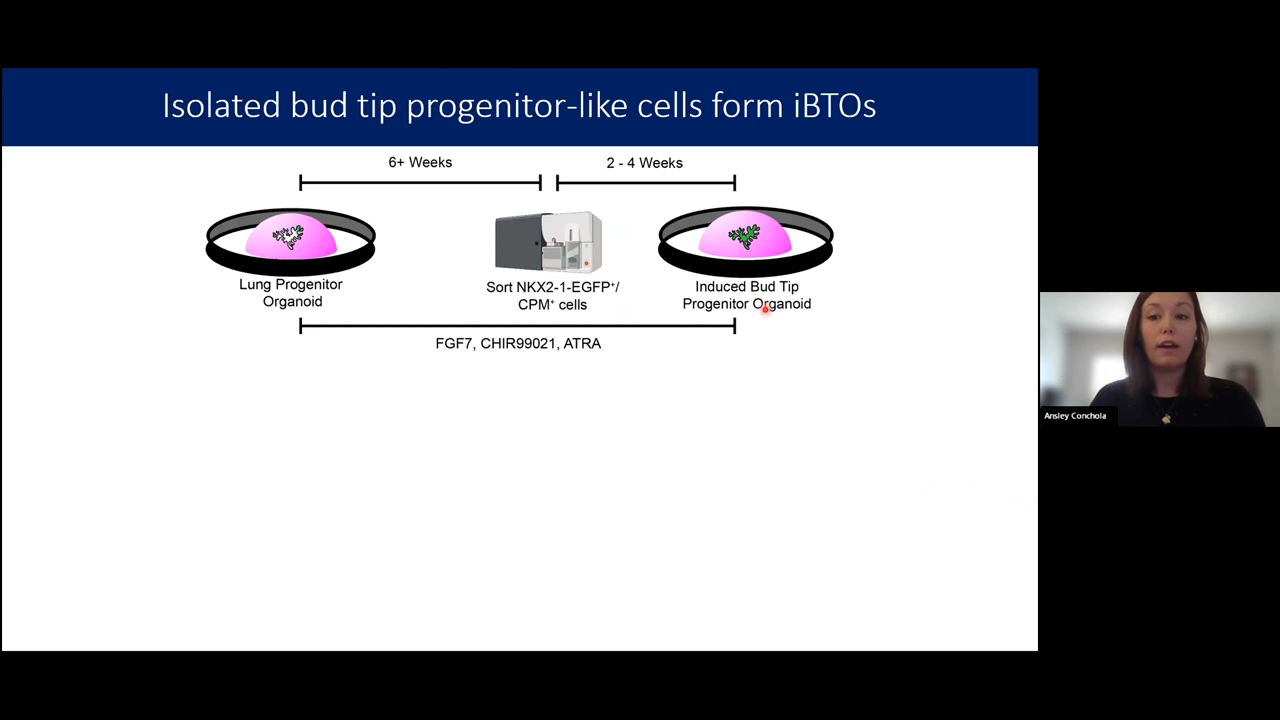 Isolated bud tip progenitor-like cells form iBTOs
6+ Weeks
2 - 4 Weeks
Lung Progenitor
Organoid
Sort NKX2-1-EGFP⁺/
CPM⁺ cells
Induced Bud Tip
Progenitor Organoid
FGF7, CHIR99021, ATRA
Ansley Conchola